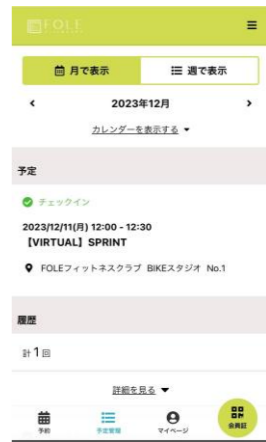 FOLE
月で表示
週で表示
2023年12月
カレンダーを表示する
予定
チェックイン
2023/12/11(月) 12:00 - 12:30
【VIRTUAL】SPRINT
FOLEフィットネスクラブ BIKEスタジオ No.1
履歴
計1回
詳細を見る
予約
予定管理
マイページ
会員証